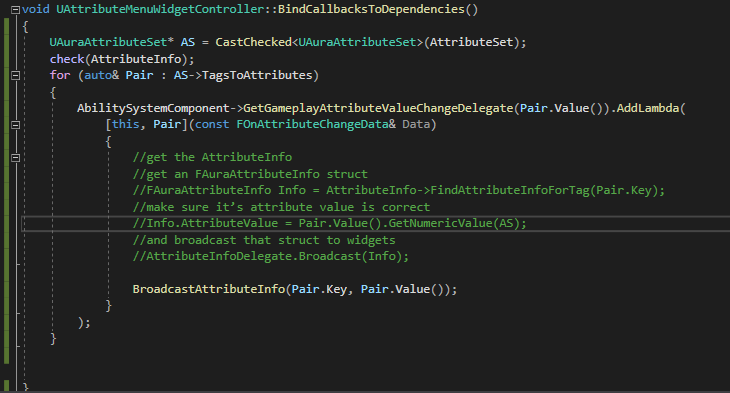 void UAttributeMenuWidgetController::BindCallbacksToDependencies()
{
    UAuraAttributeSet* AS = CastChecked<UAuraAttributeSet>(AttributeSet);
    check(AttributeInfo);
    for (auto& Pair : AS->TagsToAttributes)
    {
        AbilitySystemComponent->GetGameplayAttributeValueChangeDelegate(Pair.Value()).AddLambda(
            [this, Pair](const FOnAttributeChangeData& Data)
            {
                //get the AttributeInfo
                //get an FAuraAttributeInfo struct
                //FAuraAttributeInfo Info = AttributeInfo->FindAttributeInfoForTag(Pair.Key);
                //make sure it’s attribute value is correct
                //Info.AttributeValue = Pair.Value().GetNumericValue(AS);
                //and broadcast that struct to widgets
                //AttributeInfoDelegate.Broadcast(Info);
                BroadcastAttributeInfo(Pair.Key, Pair.Value());
            }
        );
    }
}